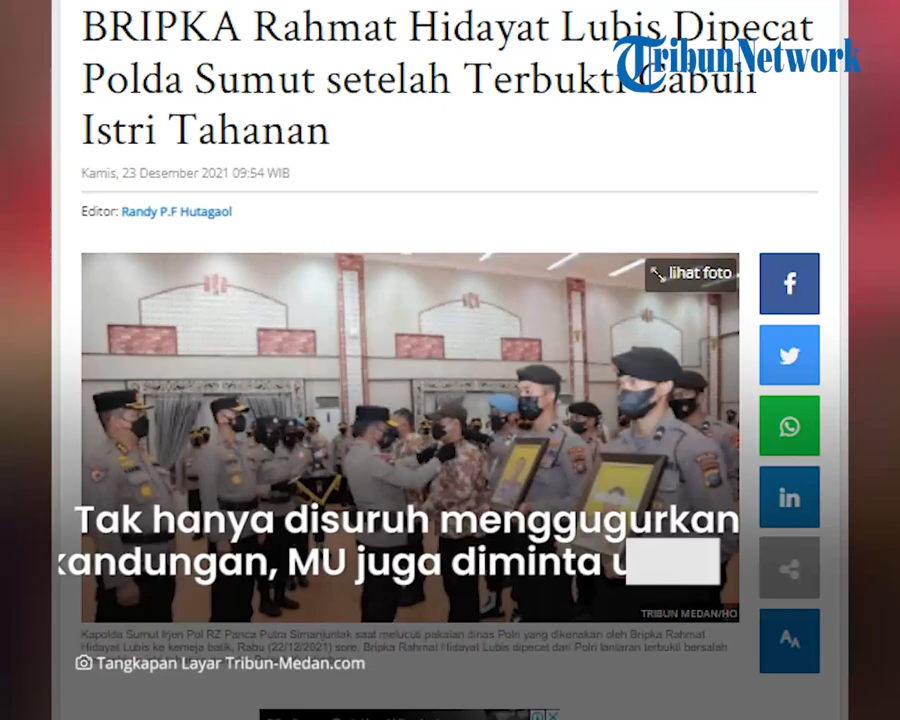 BRIPKA Rahmat Hidayat Lubis Dipecat
Polda Sumut setelah Terbukti Cabuli
Istri Tahanan
TribunNetwork
Kamis, 23 Desember 2021 09:54 WIB
Editor: Randy P.F Hutagaol
lihat foto
f
in
Tak hanya disuruh menggugurkan
kandungan, MU juga diminta
TRIBUN MEDAN/HO
AA
Kapolda Sumut Irjen Pol RZ Panca Putra Simanjuntak saat melucuti pakaian dinas Polri yang dikenakan oleh Bripka Rahmat
Hidayat Lubis ke kemeja batik, Rabu (22/12/2021) sore. Bripka Rahmat Hidayat Lubis dipecat dari Polri lantaran terbukti bersalah
Tangkapan Layar Tribun-Medan.com